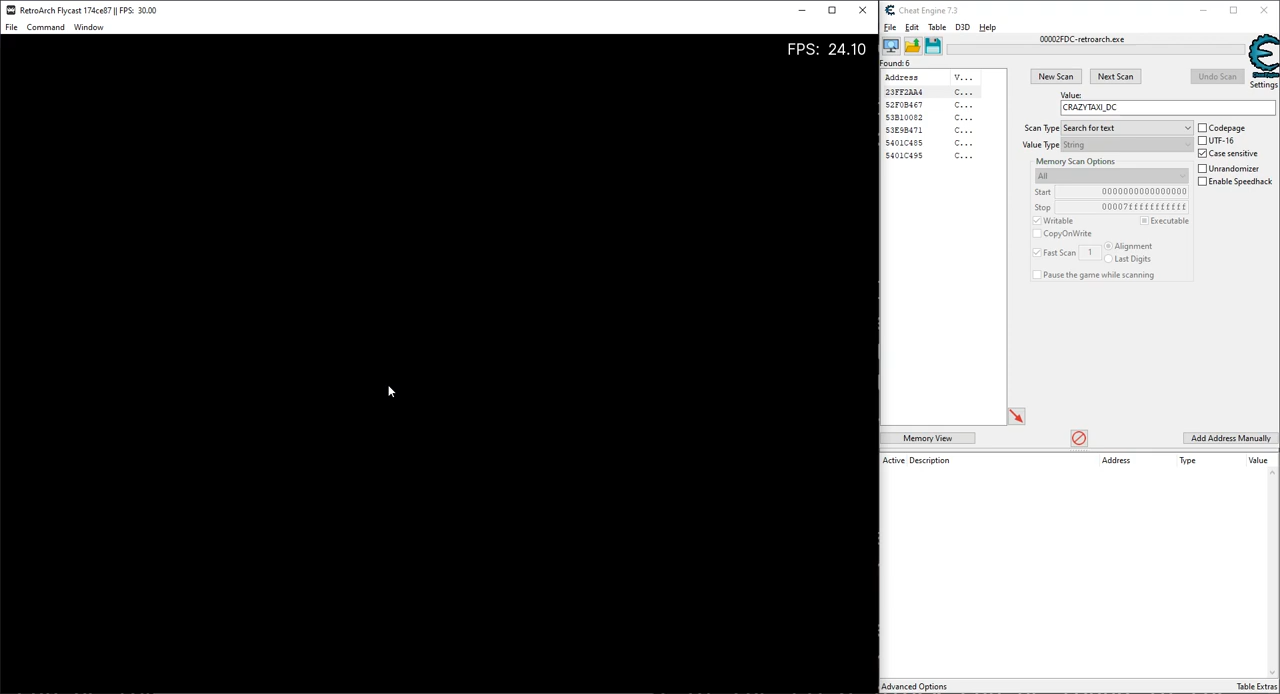 RetroArch Flycast 174ce87 || FPS: 30.00
File Command Window
FPS: 24.10
Cheat Engine 7.3
File Edit Table D3D Help
00002FDC-retroarch.exe
Found: 6
Address V...
23FF2AA4 C...
52F0B467 C...
53B10082 C...
53E9B471 C...
5401C485 C...
5401C495 C...
New Scan Next Scan Undo Scan
Settings
Value:
CRAZYTAXI_DC
Scan Type Search for text
Value Type String
Codepage
UTF-16
Case sensitive
Unrandomizer
Enable Speedhack
Memory Scan Options
All
Start 0000000000000000
Stop 00007fffffffffff
Writable Executable
CopyOnWrite
Fast Scan 1 Alignment
Last Digits
Pause the game while scanning
Memory View Add Address Manually
Active Description Address Type Value
Advanced Options Table Extras